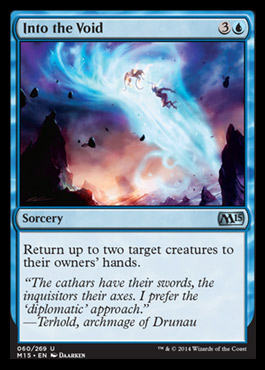 Into the Void 3
Sorcery M15
Return up to two target creatures to
their owners' hands.
"The cathars have their swords, the
inquisitors their axes. I prefer the
'diplomatic' approach."
—Terhold, archmage of Drunau
060/269 U
M15 • EN DAARKEN ™ & © 2014 Wizards of the Coast